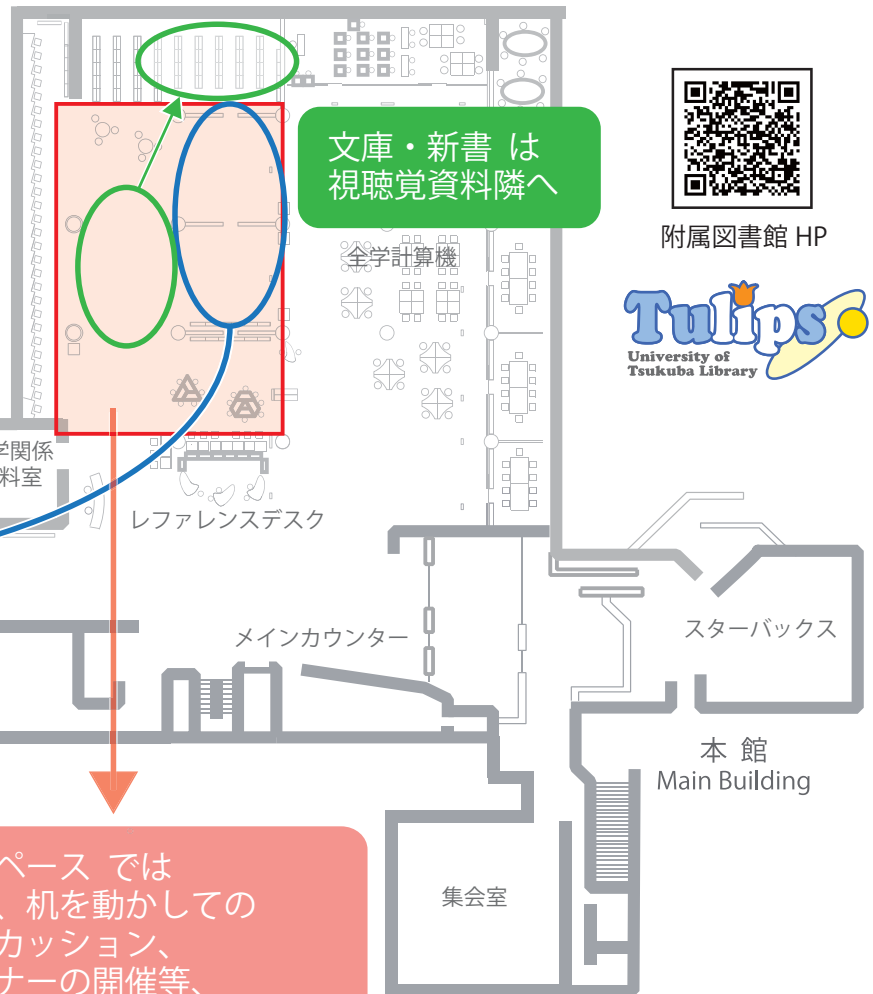 文庫・新書 は
視聴覚資料隣へ
附属図書館 HP
Tulips
University of
Tsukuba Library
全学計算機
学関係
料室
レファレンスデスク
メインカウンター
スターバックス
本 館
Main Building
集会室
ペース では
、机を動かしての
カッション、
ナーの開催等、